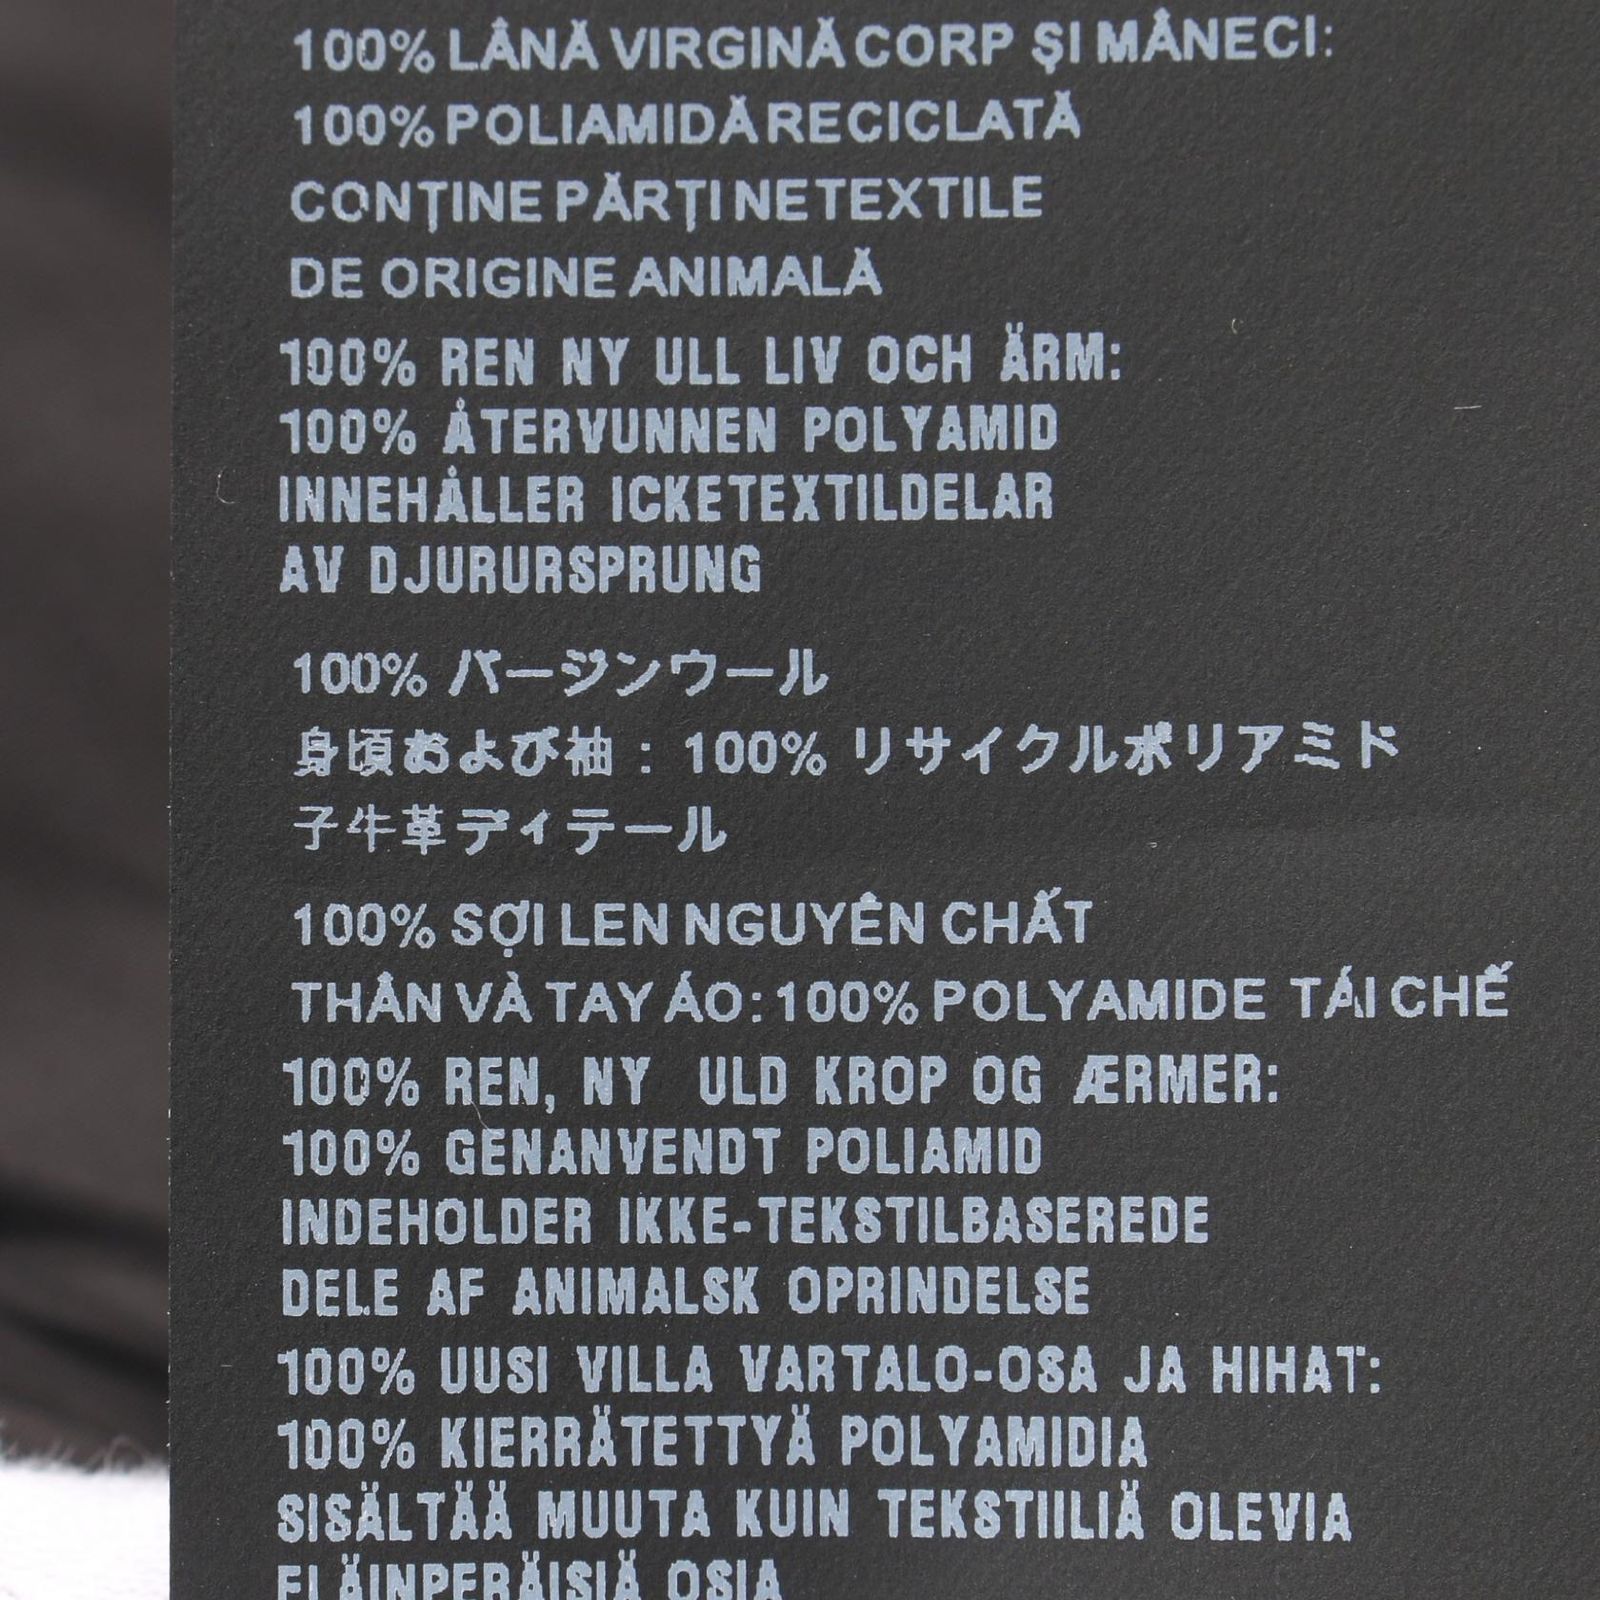 100% LÂNĂ VIRGINĂ CORP ȘI MÂNECI:
100% POLIAMIDĂ RECICLATĂ
CONȚINE PĂRȚI NETEXTILE
DE ORIGINE ANIMALĂ
100% REN NY ULL LIV OCH ÄRM:
100% ÅTERVUNNEN POLYAMID
INNEHÅLLER ICKETEXTILDELAR
AV DJURURSPRUNG
100% バージンウール
身頃および袖：100% リサイクルポリアミド
子牛革ディテール
100% SỢI LEN NGUYÊN CHẤT
THÂN VÀ TAY ÁO: 100% POLYAMIDE TÁI CHẾ
100% REN, NY ULD KROP OG ÆRMER:
100% GENANVENDT POLIAMID
INDEHOLDER IKKE-TEKSTILBASEREDE
DELE AF ANIMALSK OPRINDELSE
100% UUSI VILLA VARTALO-OSA JA HIHAT:
100% KIERRÄTETTYÄ POLYAMIDIA
SISÄLTÄÄ MUUTA KUIN TEKSTIILIÄ OLEVIA
ELÄINPERÄISIÄ OSIA